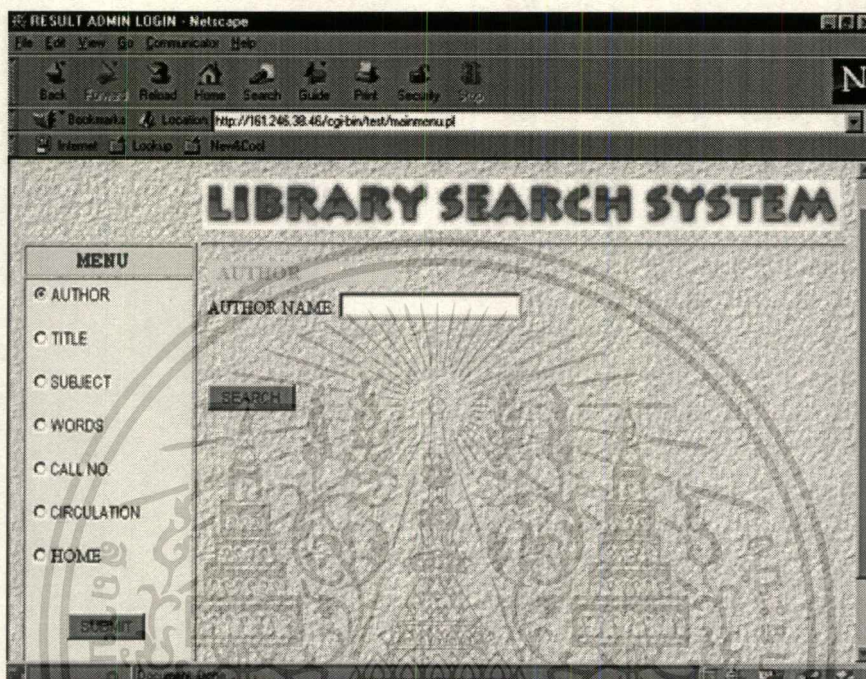 RESULT ADMIN LOGIN - Netscape
File Edit View Go Communicator Help
Back Forward Reload Home Search Guide Print Security Stop
N
Bookmarks Location http://161.246.38.46/cgi-bin/test/mainmenu.pl
Internet Lookup New&Cool
LIBRARY SEARCH SYSTEM
MENU
AUTHOR
TITLE
SUBJECT
WORDS
CALL NO.
CIRCULATION
HOME
SUBMIT
AUTHOR
AUTHOR NAME
SEARCH
Document: Done